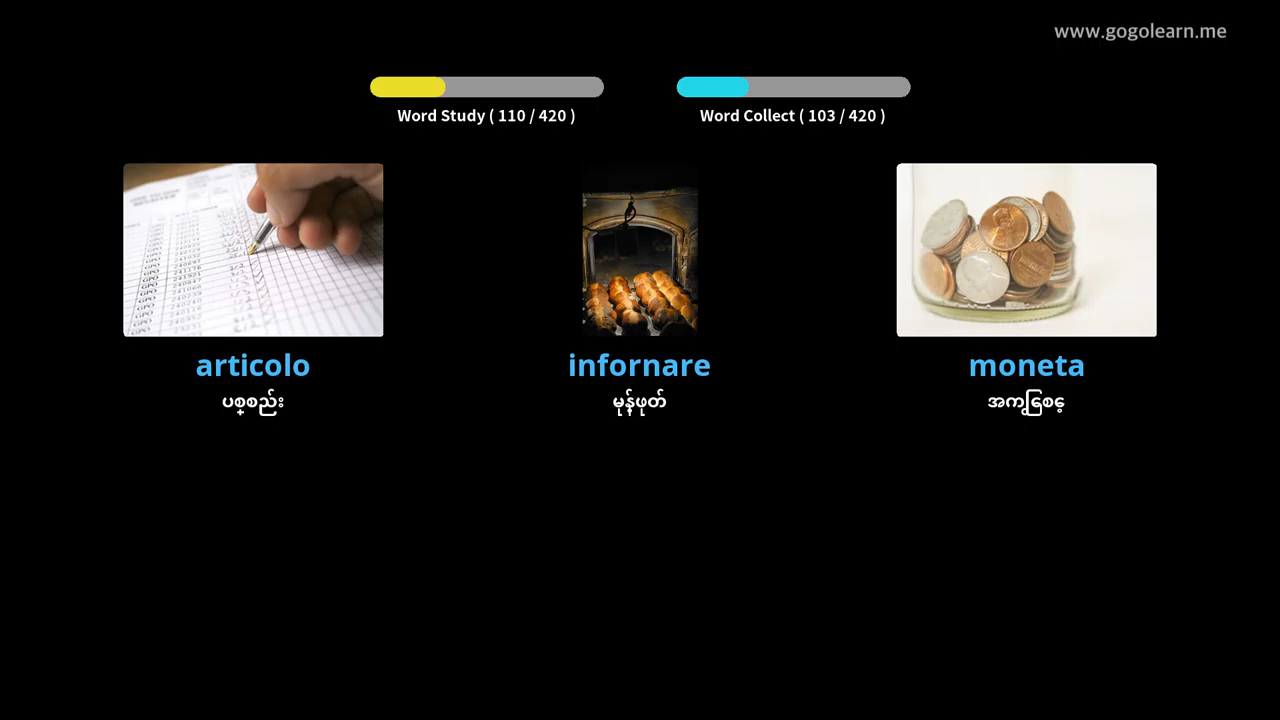 www.gogolearn.me
Word Study ( 110 / 420 )
Word Collect ( 103 / 420 )
articolo
infornare
moneta
ပစ္စည်း
မုန့်ဖုတ်
အကြွေစေ့